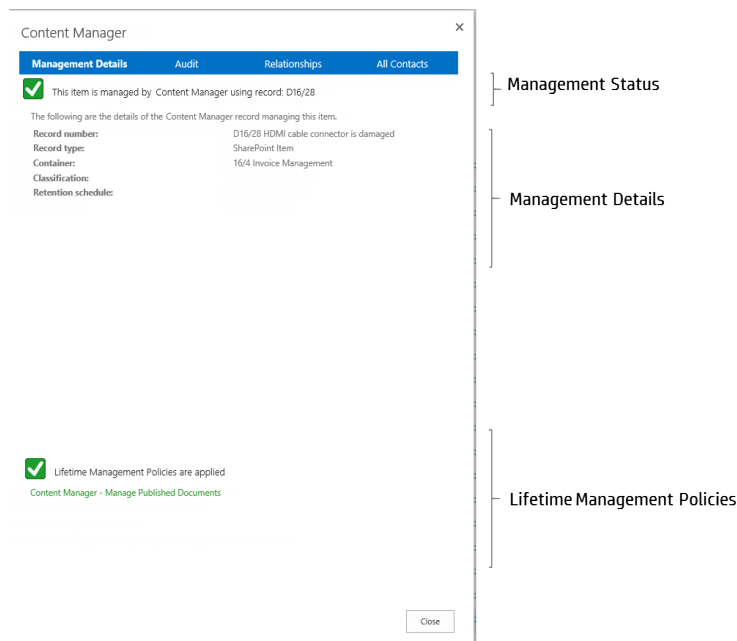 Content Manager ×
Management Details Audit Relationships All Contacts
This item is managed by Content Manager using record: D16/28
Management Status
The following are the details of the Content Manager record managing this item.
Record number: D16/28 HDMI cable connector is damaged
Record type: SharePoint Item
Container: 16/4 Invoice Management
Classification:
Retention schedule:
Management Details
Lifetime Management Policies are applied
Content Manager - Manage Published Documents
Lifetime Management Policies
Close